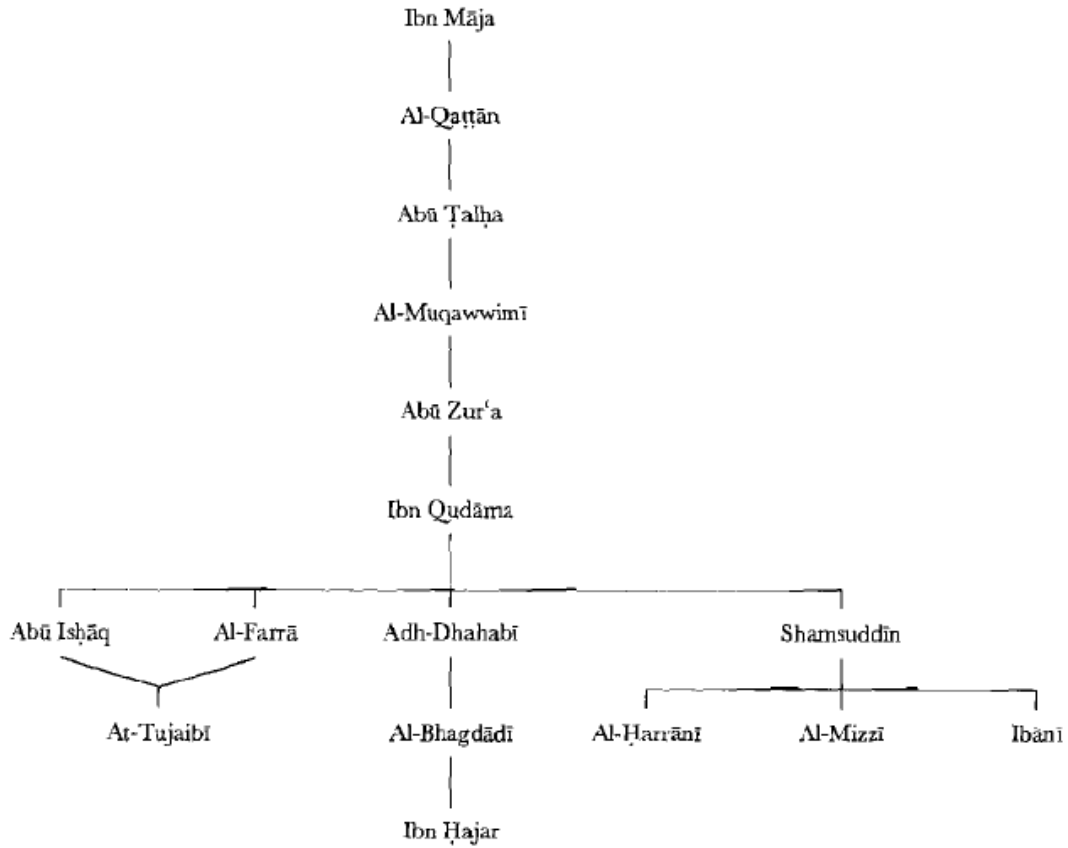 Ibn Māja
Al-Qaṭṭān
Abū Ṭalḥa
Al-Muqawwimī
Abū Zur‘a
Ibn Qudāma
Abū Isḥāq Al-Farrā Adh-Dhahabī Shamsuddīn
Aṭ-Tujaibī Al-Bhagdādī Al-Ḥarrānī Al-Mizzī Ibānī
Ibn Ḥajar